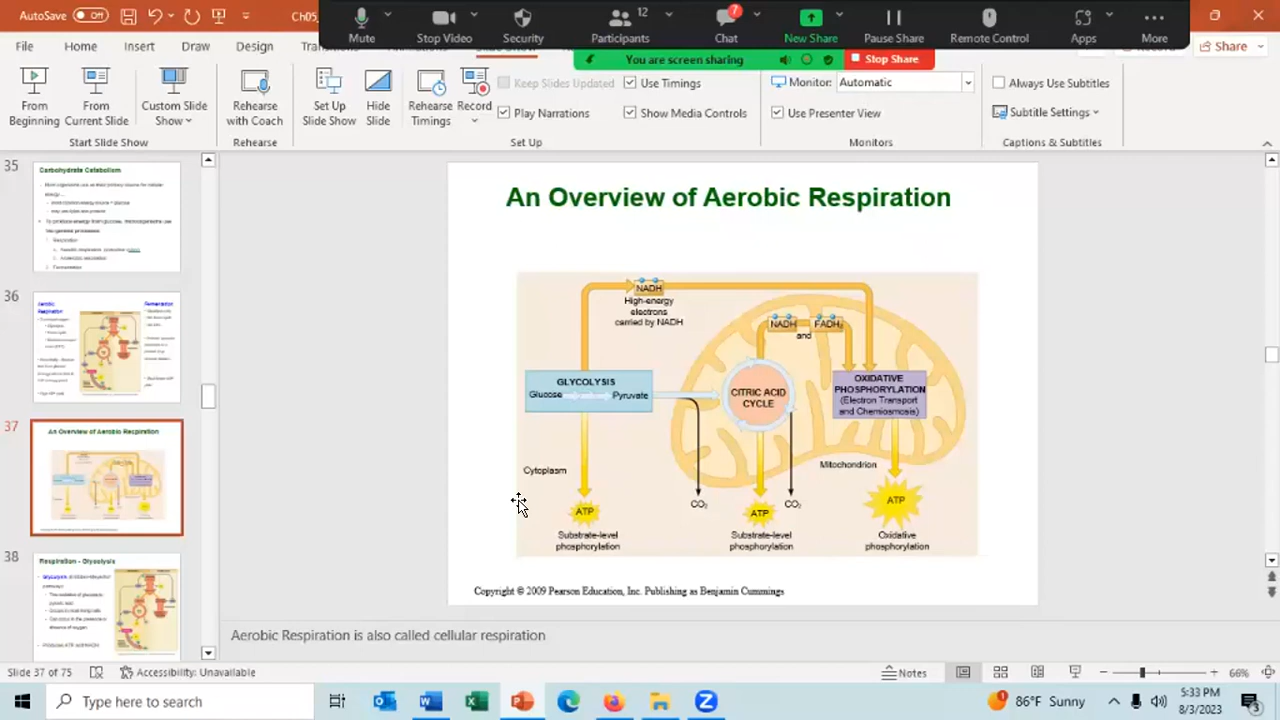 AutoSave Off Ch05
12 7
Mute Stop Video Security Participants Chat New Share Pause Share Remote Control Apps More
File Home Insert Draw Design Share
You are screen sharing Stop Share
From Beginning
From Current Slide
Custom Slide Show
Rehearse with Coach
Set Up Slide Show
Hide Slide
Rehearse Timings
Record
Keep Slides Updated Use Timings
Play Narrations Show Media Controls
Monitor: Automatic
Use Presenter View
Always Use Subtitles
Subtitle Settings
Start Slide Show Rehearse Set Up Monitors Captions & Subtitles
35
Carbohydrate Catabolism
36
Aerobic
Respiration
37
An Overview of Aerobic Respiration
38
Respiration - Glycolysis
An Overview of Aerobic Respiration
NADH
High-energy
electrons
carried by NADH
NADH FADH₂
and
GLYCOLYSIS
Glucose Pyruvate
CITRIC ACID
CYCLE
OXIDATIVE
PHOSPHORYLATION
(Electron Transport
and Chemiosmosis)
Cytoplasm
Mitochondrion
ATP CO₂ ATP CO₂ ATP
Substrate-level
phosphorylation
Substrate-level
phosphorylation
Oxidative
phosphorylation
Copyright © 2009 Pearson Education, Inc. Publishing as Benjamin Cummings
Aerobic Respiration is also called cellular respiration
Slide 37 of 75 Accessibility: Unavailable Notes 66%
Type here to search
86°F Sunny
5:33 PM
8/3/2023
3